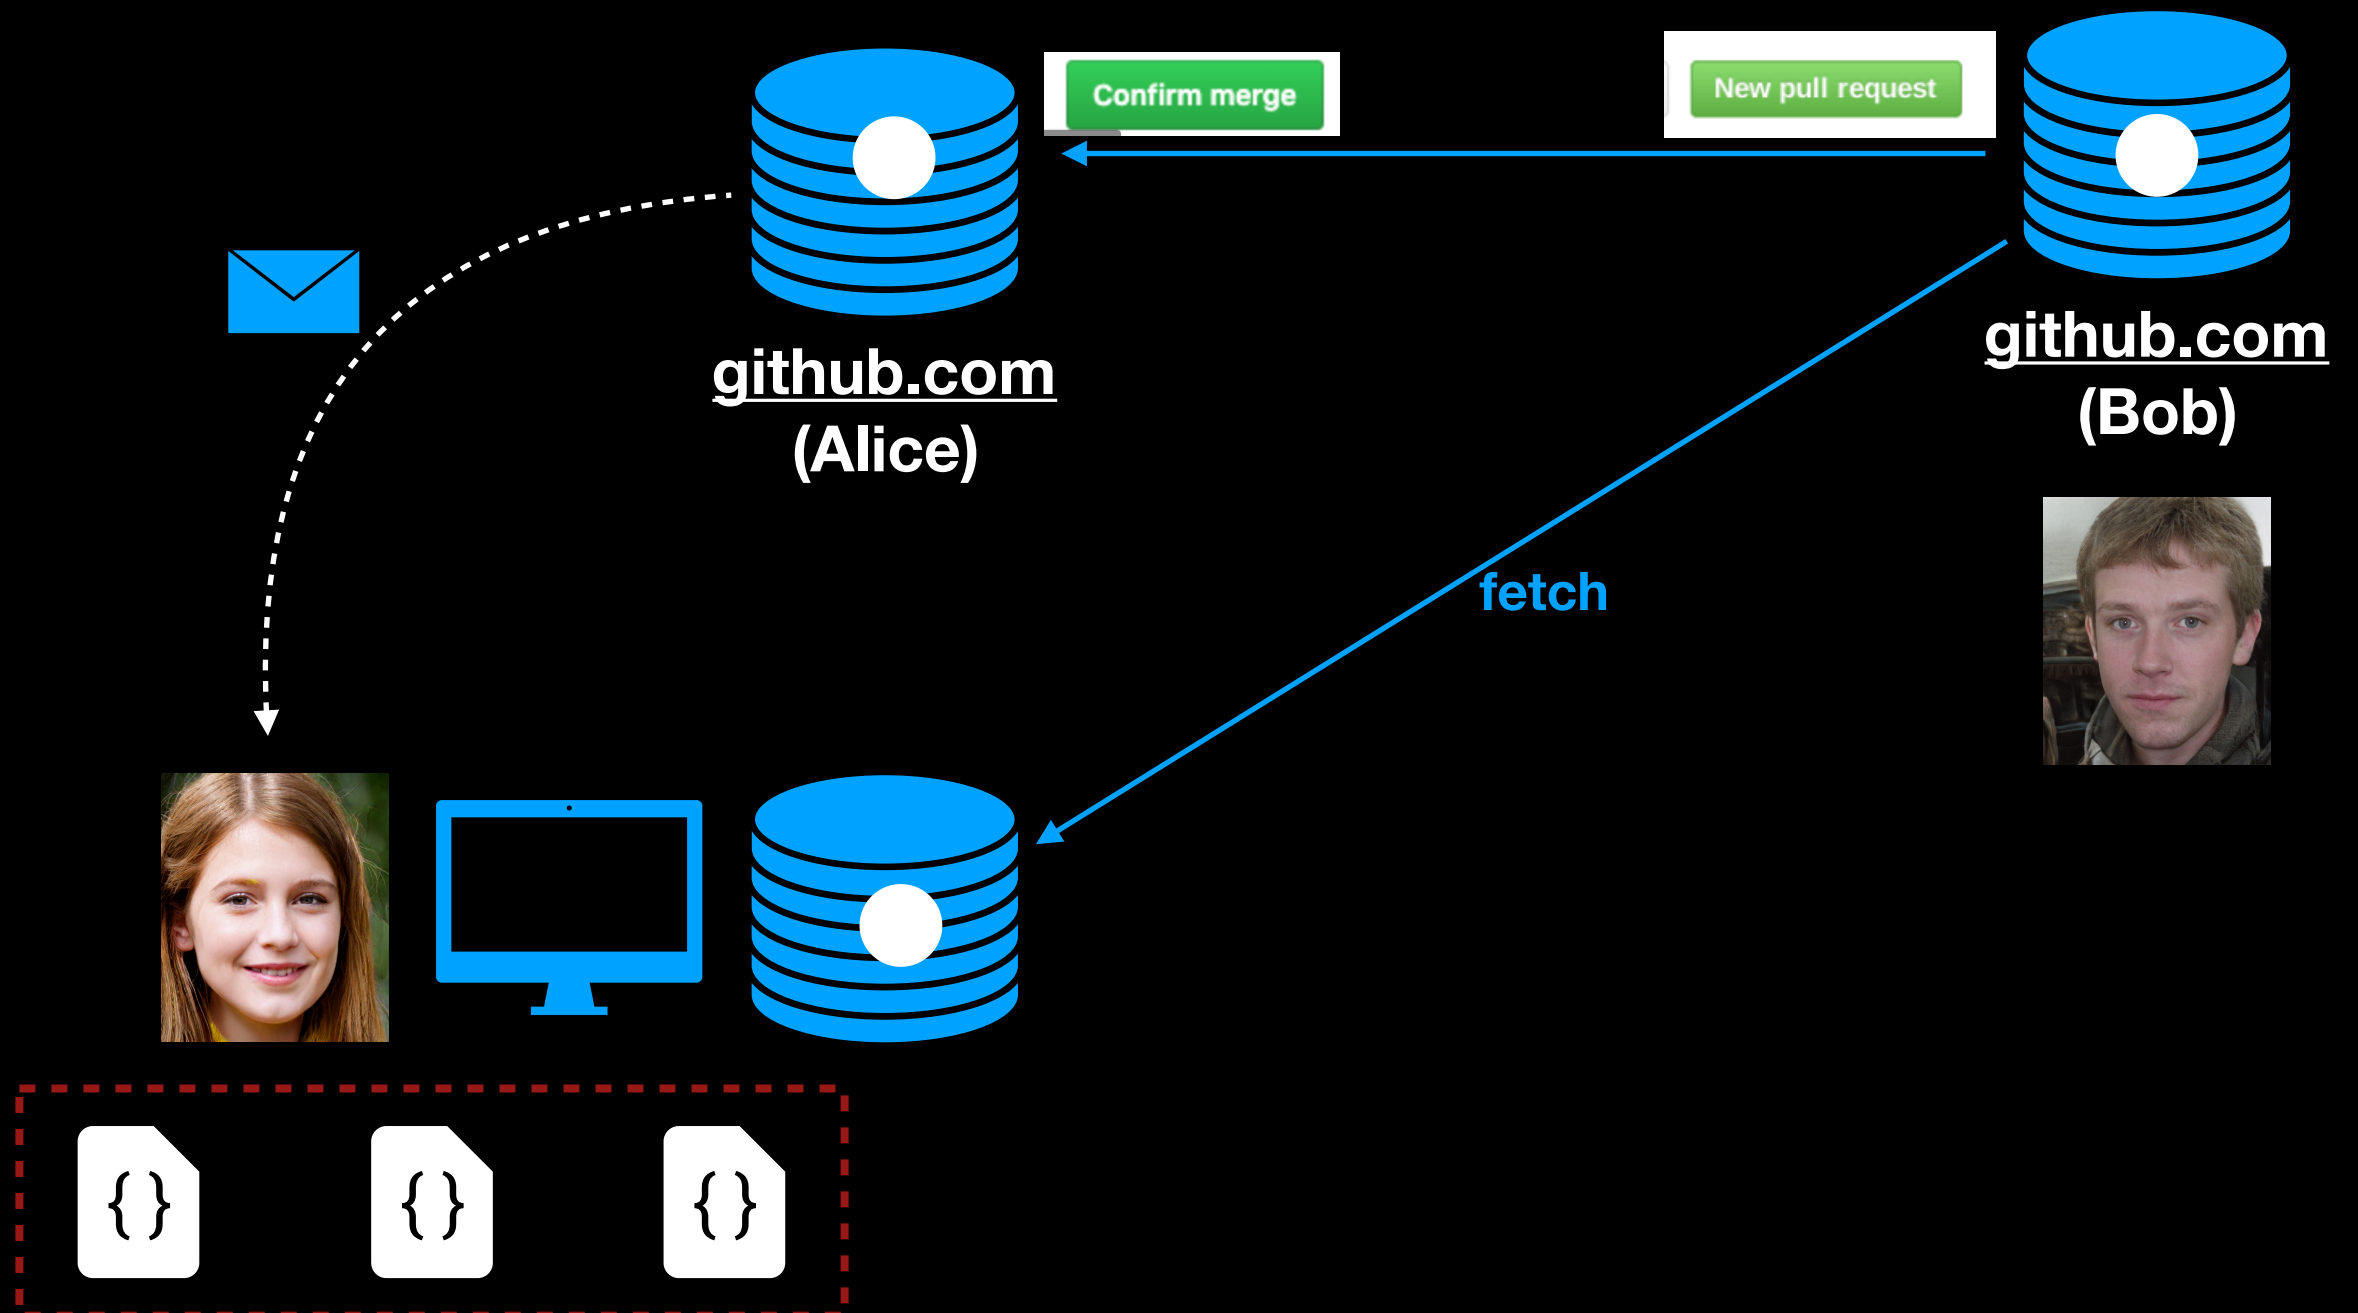 Confirm merge
New pull request
github.com
(Alice)
github.com
(Bob)
fetch
{}
{}
{}